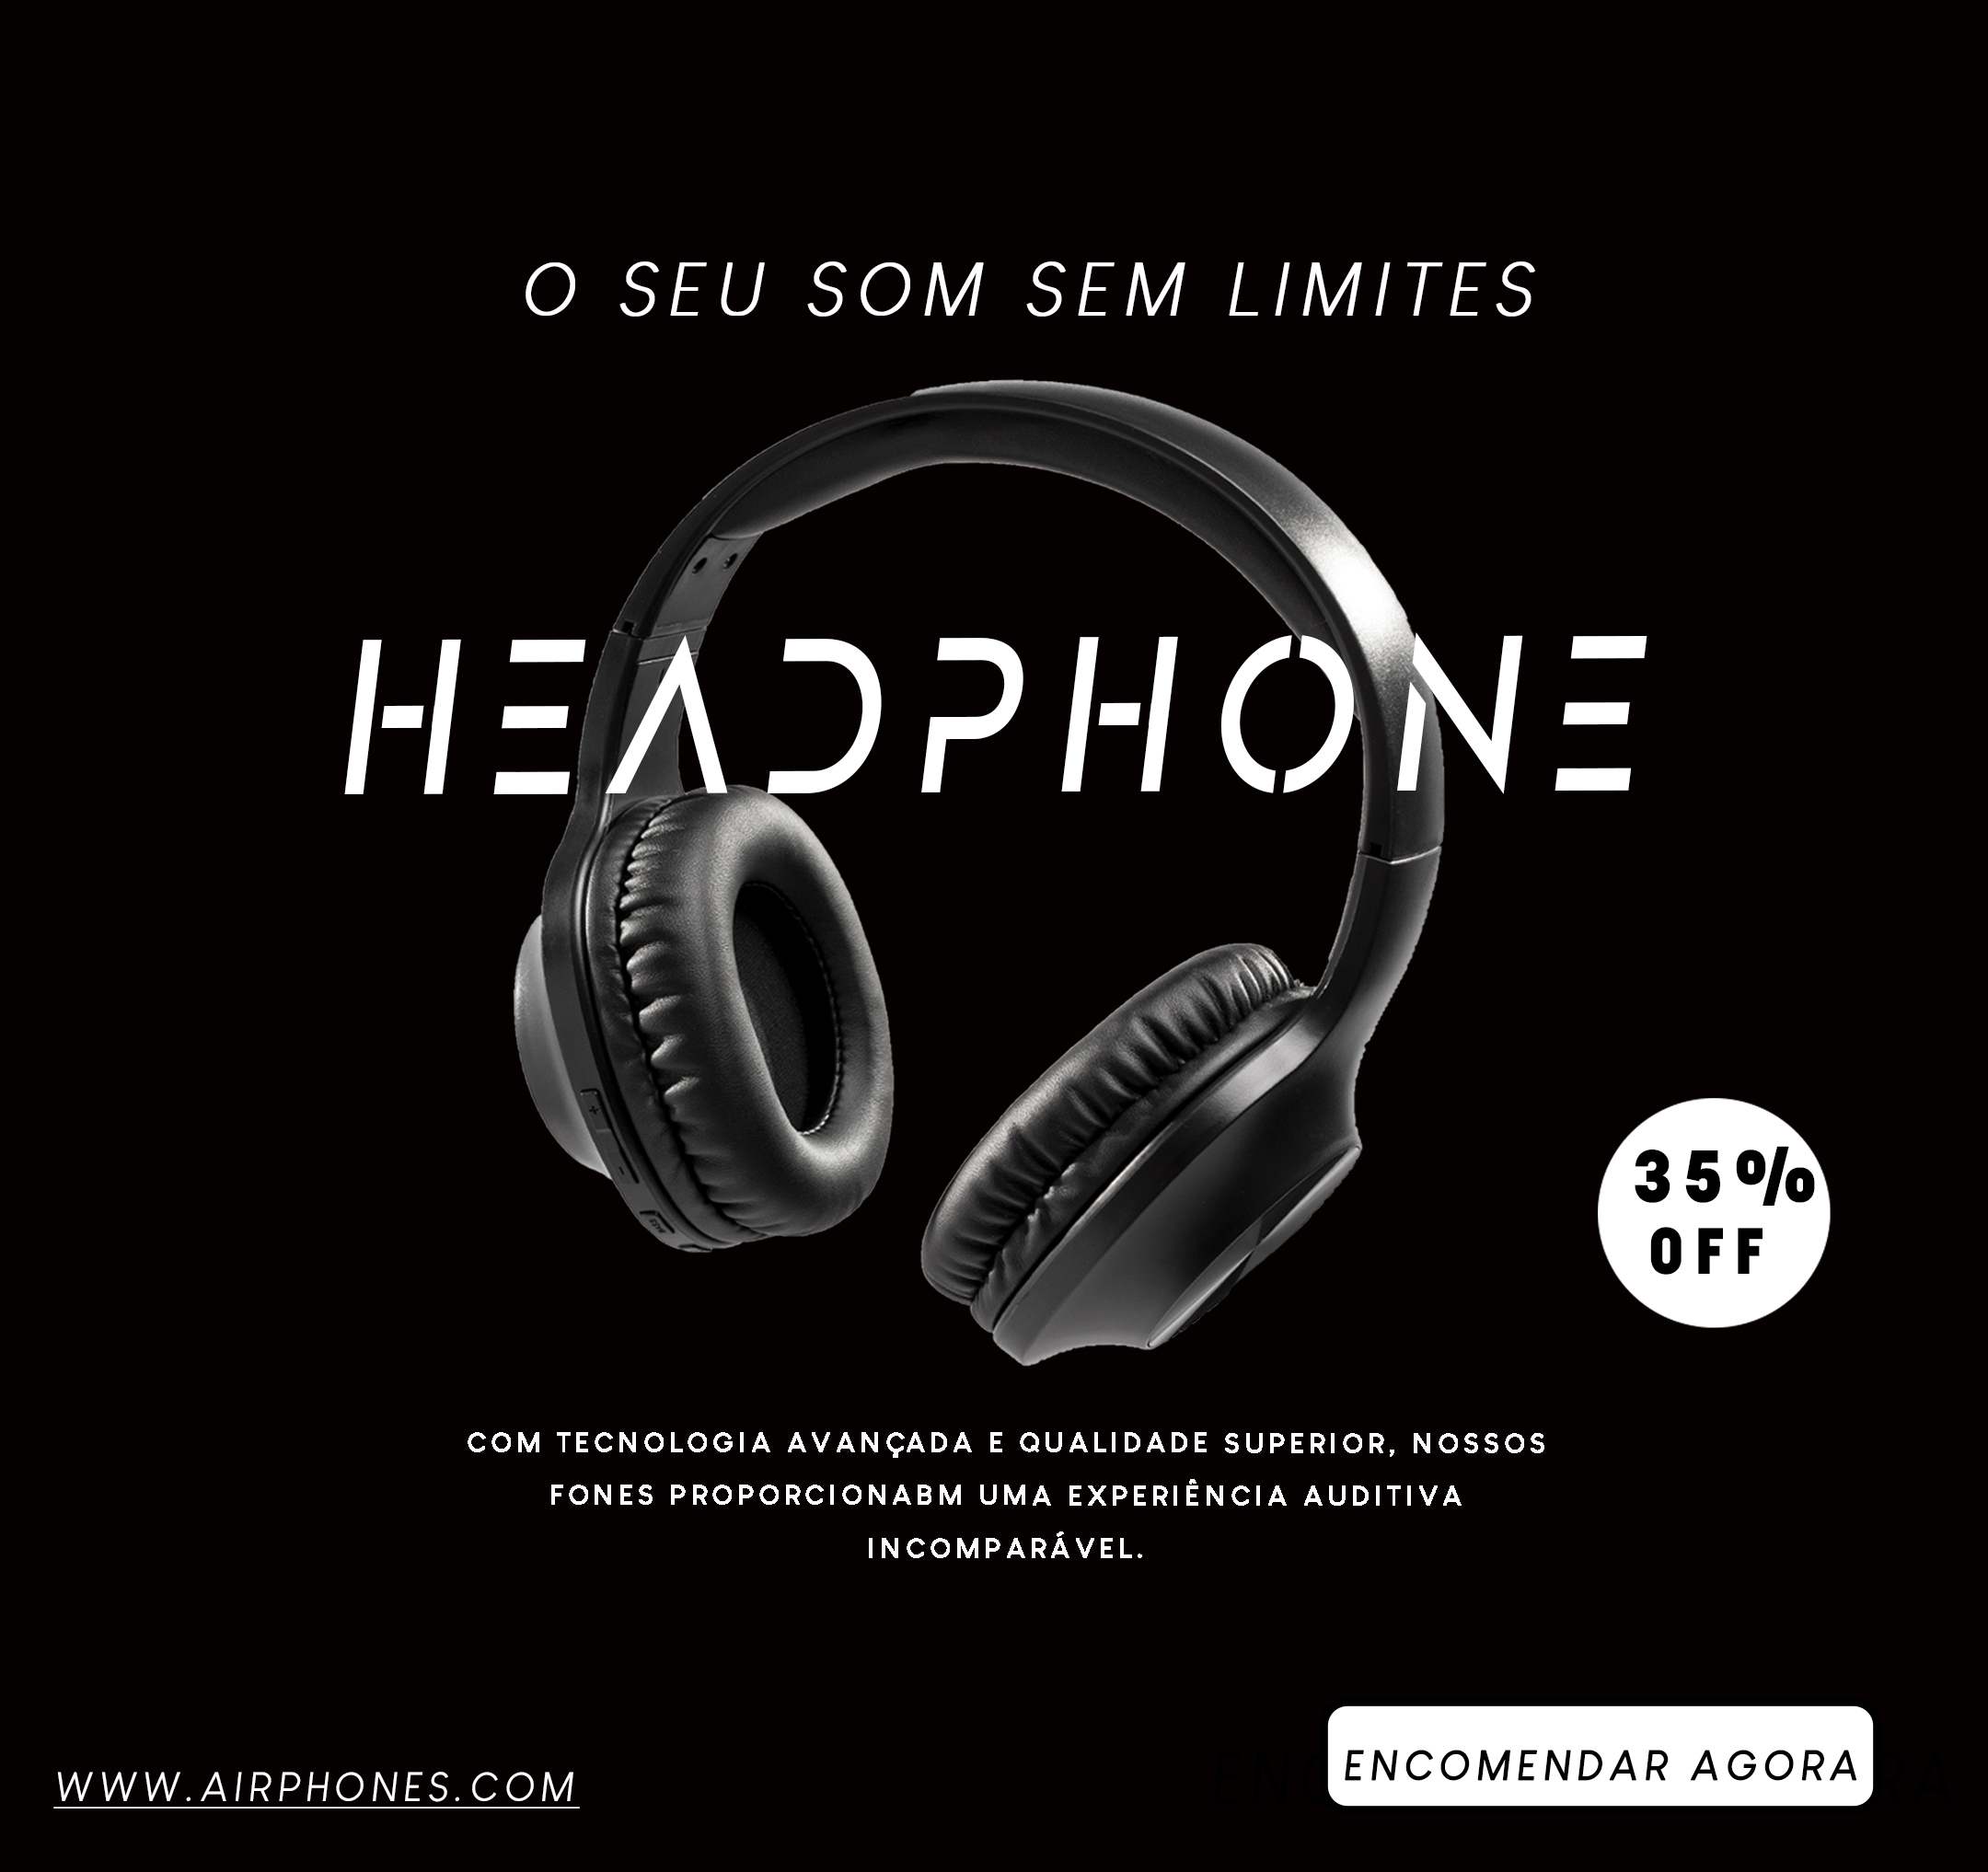 O SEU SOM SEM LIMITES
HEADPHONE
35%
OFF
COM TECNOLOGIA AVANÇADA E QUALIDADE SUPERIOR, NOSSOS
FONES PROPORCIONABM UMA EXPERIÊNCIA AUDITIVA
INCOMPARÁVEL.
WWW.AIRPHONES.COM
ENCOMENDAR AGORA